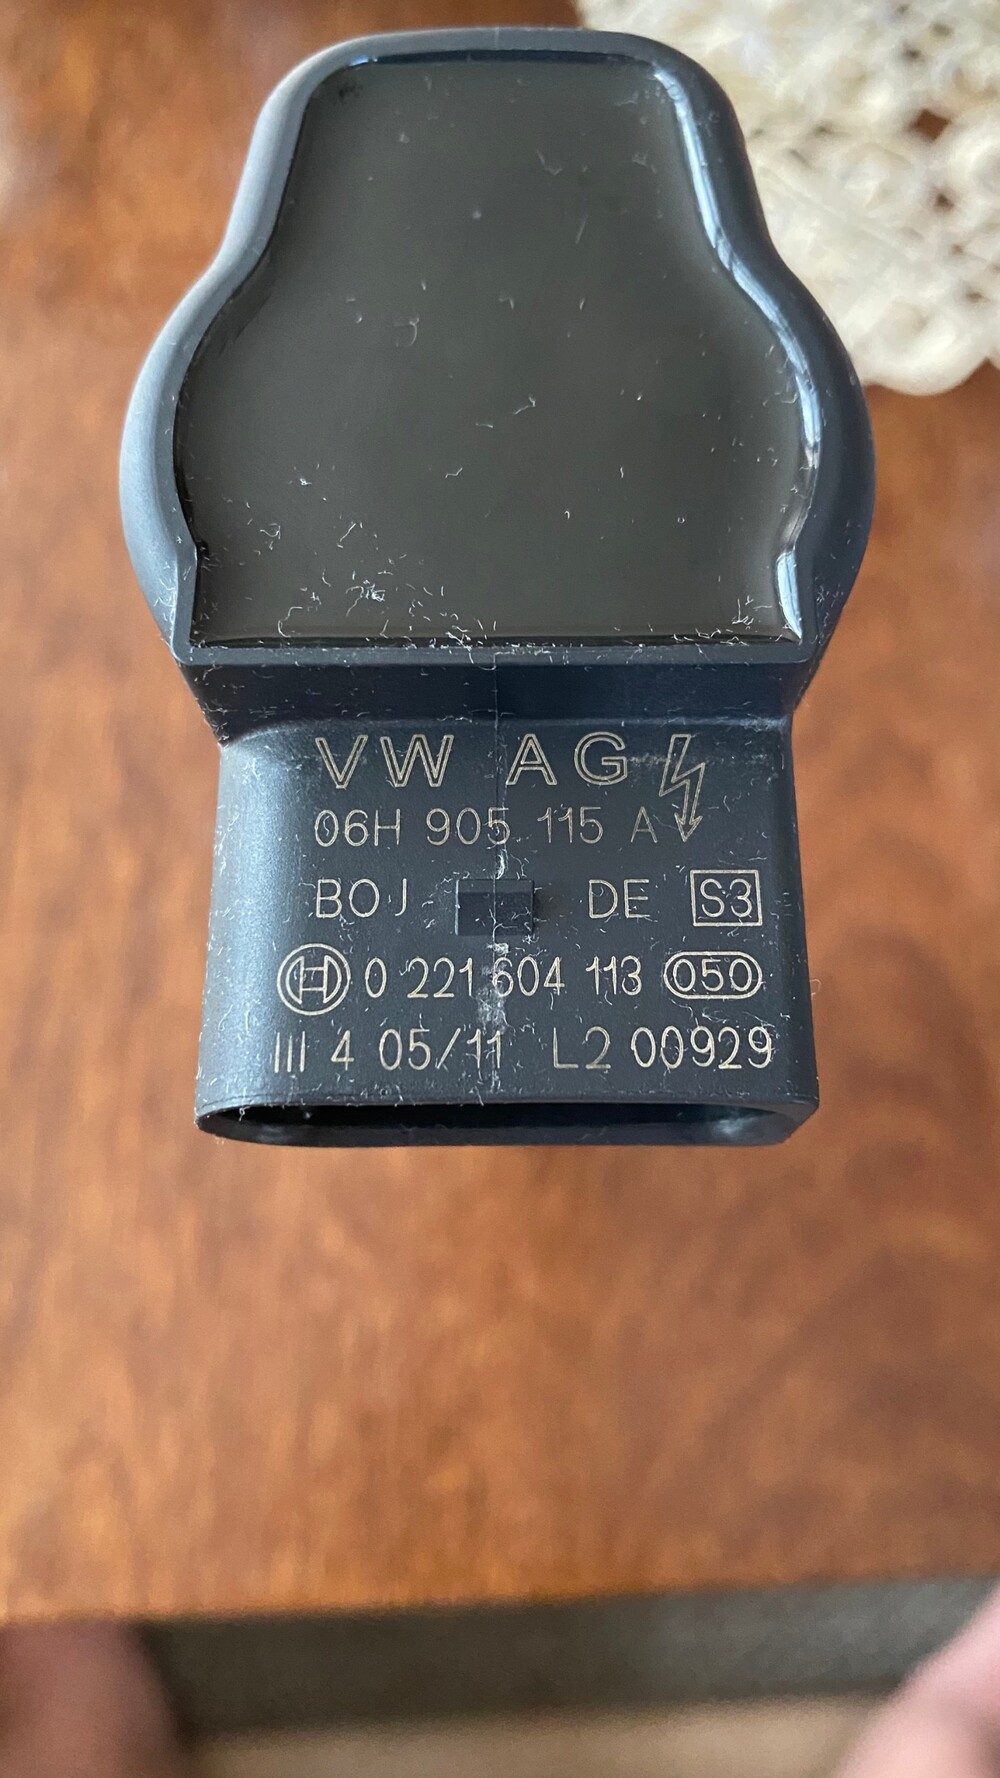 VW AG
06H 905 115 A
BOJ DE S3
0 221 604 113 050
III 4 05/11 L2 00929